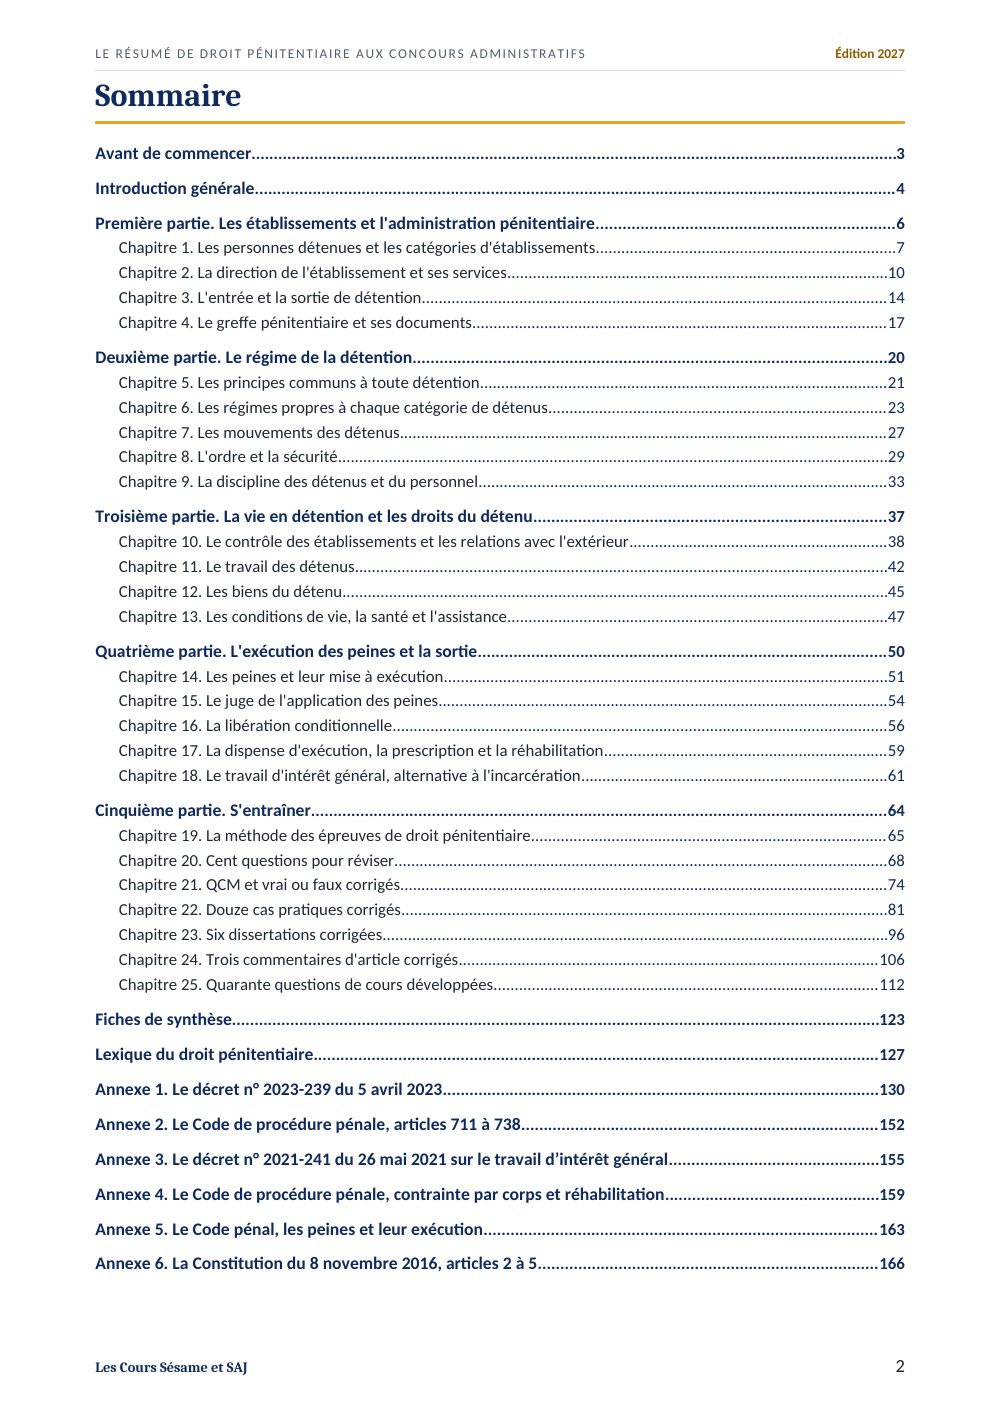 LE RÉSUMÉ DE DROIT PÉNITENTIAIRE AUX CONCOURS ADMINISTRATIFS Édition 2027
Sommaire
Avant de commencer 3
Introduction générale 4
Première partie. Les établissements et l'administration pénitentiaire 6
Chapitre 1. Les personnes détenues et les catégories d'établissements 7
Chapitre 2. La direction de l'établissement et ses services 10
Chapitre 3. L'entrée et la sortie de détention 14
Chapitre 4. Le greffe pénitentiaire et ses documents 17
Deuxième partie. Le régime de la détention 20
Chapitre 5. Les principes communs à toute détention 21
Chapitre 6. Les régimes propres à chaque catégorie de détenus 23
Chapitre 7. Les mouvements des détenus 27
Chapitre 8. L'ordre et la sécurité 29
Chapitre 9. La discipline des détenus et du personnel 33
Troisième partie. La vie en détention et les droits du détenu 37
Chapitre 10. Le contrôle des établissements et les relations avec l'extérieur 38
Chapitre 11. Le travail des détenus 42
Chapitre 12. Les biens du détenu 45
Chapitre 13. Les conditions de vie, la santé et l'assistance 47
Quatrième partie. L'exécution des peines et la sortie 50
Chapitre 14. Les peines et leur mise à exécution 51
Chapitre 15. Le juge de l'application des peines 54
Chapitre 16. La libération conditionnelle 56
Chapitre 17. La dispense d'exécution, la prescription et la réhabilitation 59
Chapitre 18. Le travail d'intérêt général, alternative à l'incarcération 61
Cinquième partie. S'entraîner 64
Chapitre 19. La méthode des épreuves de droit pénitentiaire 65
Chapitre 20. Cent questions pour réviser 68
Chapitre 21. QCM et vrai ou faux corrigés 74
Chapitre 22. Douze cas pratiques corrigés 81
Chapitre 23. Six dissertations corrigées 96
Chapitre 24. Trois commentaires d'article corrigés 106
Chapitre 25. Quarante questions de cours développées 112
Fiches de synthèse 123
Lexique du droit pénitentiaire 127
Annexe 1. Le décret n° 2023-239 du 5 avril 2023 130
Annexe 2. Le Code de procédure pénale, articles 711 à 738 152
Annexe 3. Le décret n° 2021-241 du 26 mai 2021 sur le travail d’intérêt général 155
Annexe 4. Le Code de procédure pénale, contrainte par corps et réhabilitation 159
Annexe 5. Le Code pénal, les peines et leur exécution 163
Annexe 6. La Constitution du 8 novembre 2016, articles 2 à 5 166
Les Cours Sésame et SAJ 2